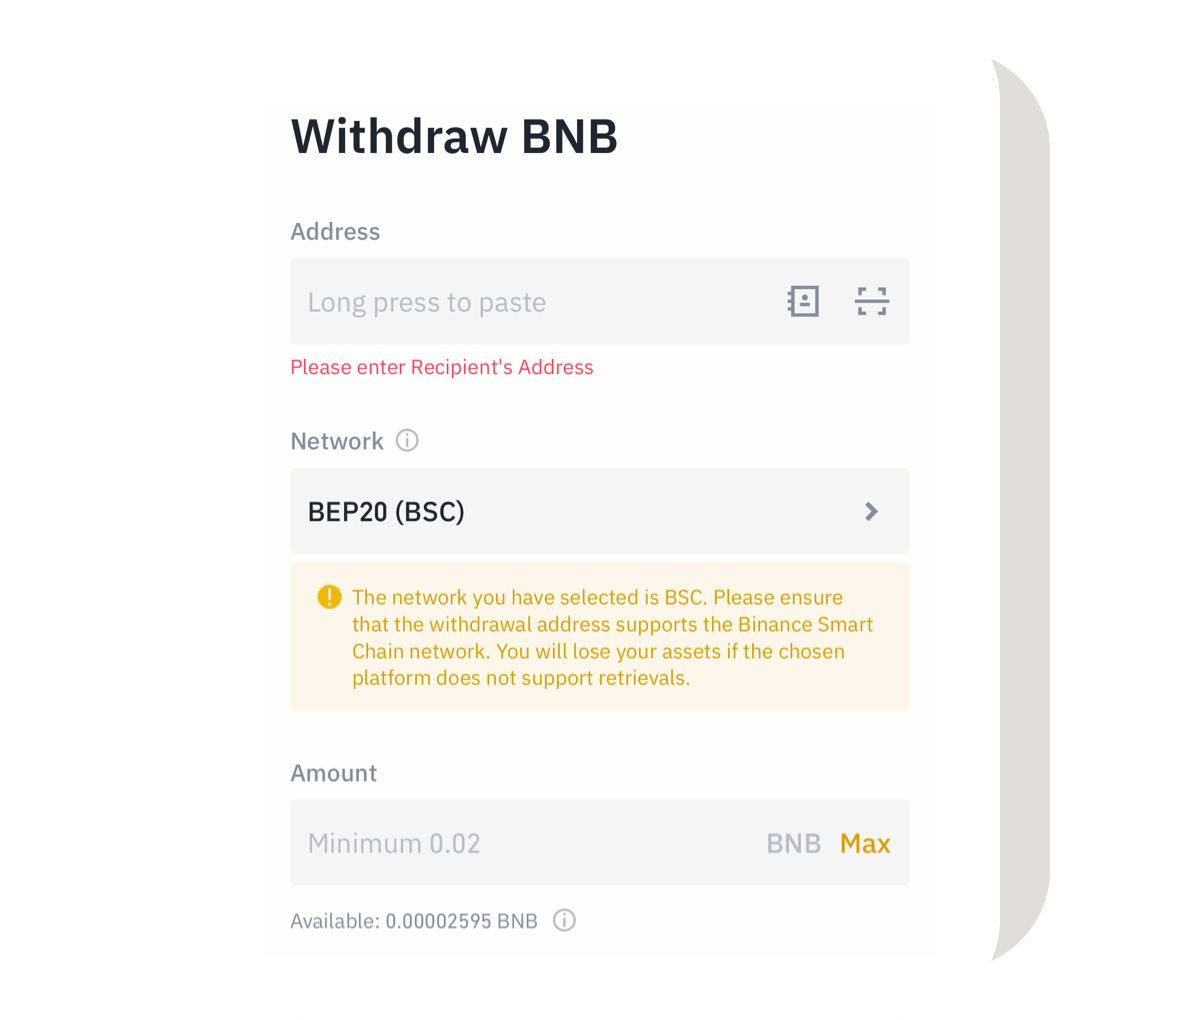 Withdraw BNB
Address
Long press to paste
Please enter Recipient's Address
Network
BEP20 (BSC)
The network you have selected is BSC. Please ensure
that the withdrawal address supports the Binance Smart
Chain network. You will lose your assets if the chosen
platform does not support retrievals.
Amount
Minimum 0.02 BNB Max
Available: 0.00002595 BNB